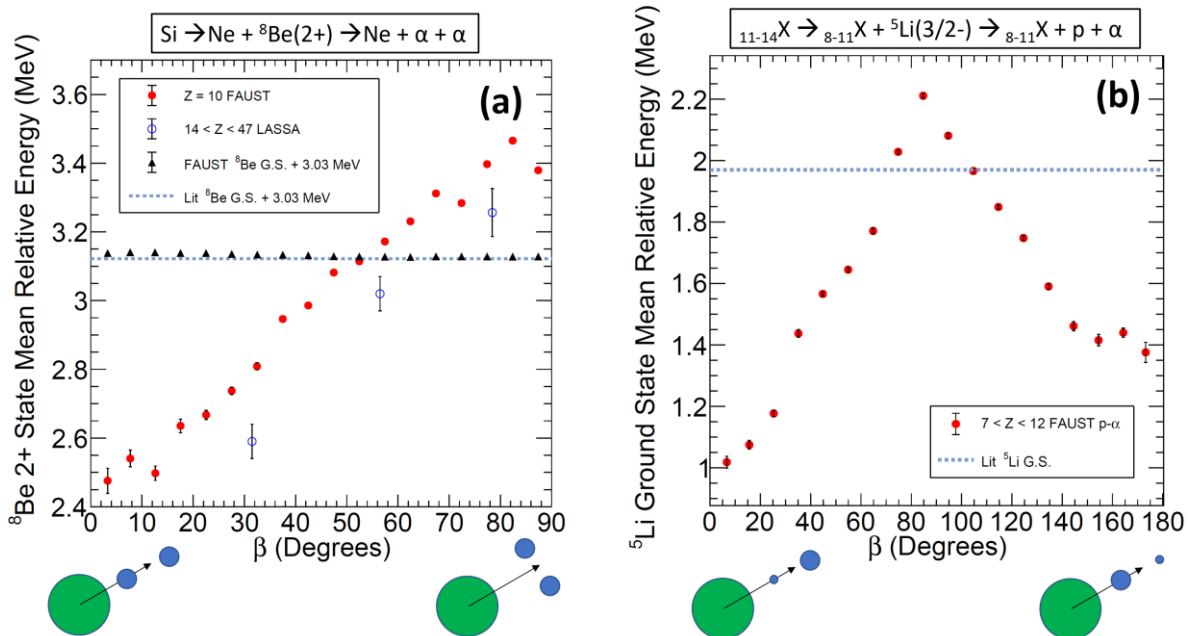 Si →Ne + ⁸Be(2+) →Ne + α + α
⁸Be 2+ State Mean Relative Energy (MeV)
(a)
Z = 10 FAUST
14 < Z < 47 LASSA
FAUST ⁸Be G.S. + 3.03 MeV
Lit ⁸Be G.S. + 3.03 MeV
3.6
3.4
3.2
3
2.8
2.6
2.4
0 10 20 30 40 50 60 70 80 90
β (Degrees)
₁₁₋₁₄X → ₈₋₁₁X + ⁵Li(3/2-) → ₈₋₁₁X + p + α
⁵Li Ground State Mean Relative Energy (MeV)
(b)
2.2
2
1.8
1.6
1.4
1.2
1
7 < Z < 12 FAUST p-α
Lit ⁵Li G.S.
0 20 40 60 80 100 120 140 160 180
β (Degrees)